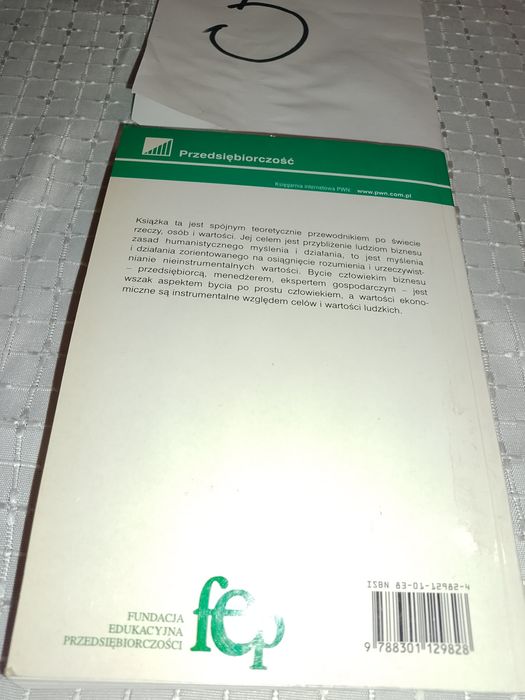 5
Przedsiębiorczość
Księgarnia internetowa PWN www.pwn.com.pl
Książka ta jest spójnym teoretycznie przewodnikiem po świecie
rzeczy, osób i wartości. Jej celem jest przybliżenie ludziom biznesu
zasad humanistycznego myślenia i działania, to jest myślenia
i działania zorientowanego na osiągnięcie rozumienia i urzeczywist-
nianie nieinstrumentalnych wartości. Bycie człowiekiem biznesu
– przedsiębiorcą, menedżerem, ekspertem gospodarczym – jest
wszak aspektem bycia po prostu człowiekiem, a wartości ekono-
miczne są instrumentalne względem celów i wartości ludzkich.
FUNDACJA
EDUKACYJNA
PRZEDSIĘBIORCZOŚCI
fep
ISBN 83-01-12982-4
9 788301 129828